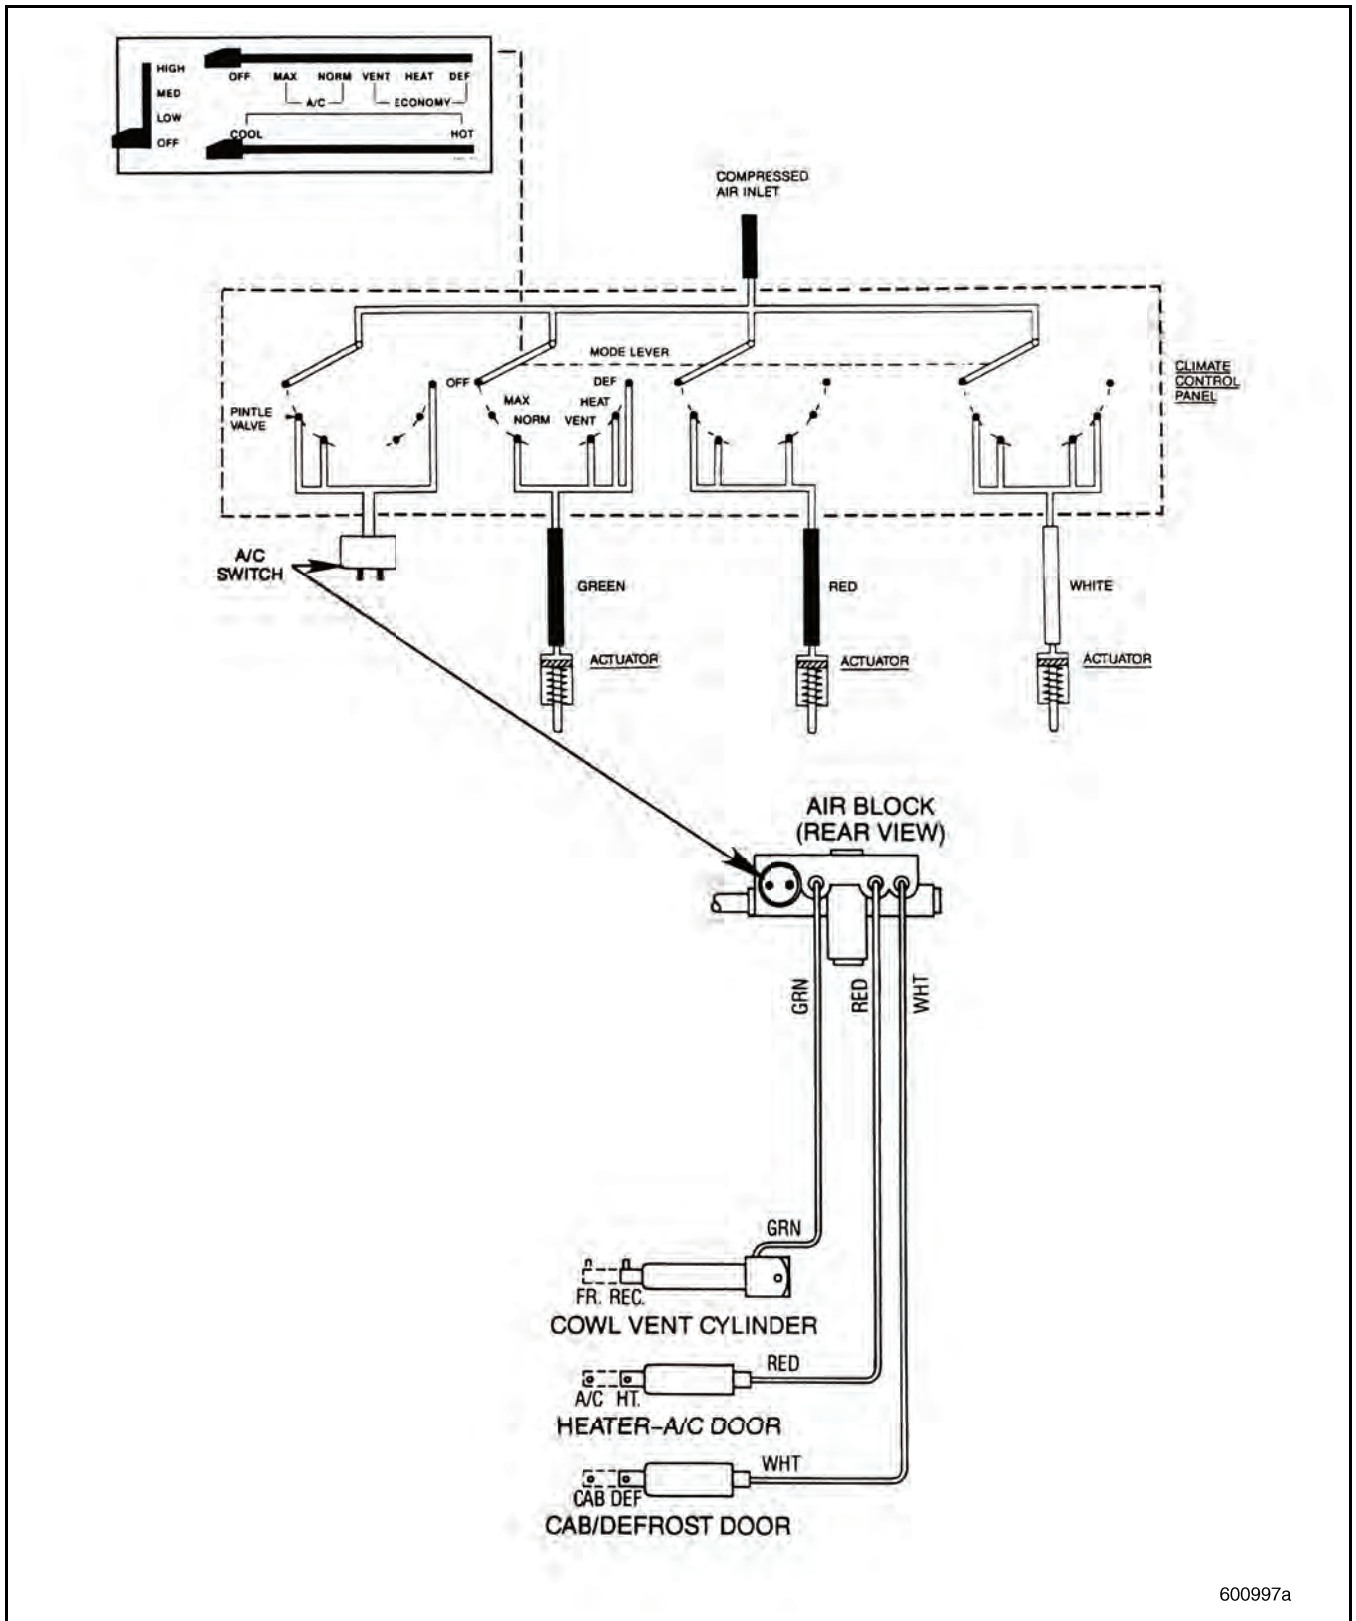 HIGH
MED
LOW
OFF
OFF MAX NORM VENT HEAT DEF
A/C ECONOMY
COOL HOT
COMPRESSED
AIR INLET
MODE LEVER
OFF
MAX
NORM
VENT
HEAT
DEF
PINTLE
VALVE
CLIMATE
CONTROL
PANEL
A/C
SWITCH
GREEN
RED
WHITE
ACTUATOR
ACTUATOR
ACTUATOR
AIR BLOCK
(REAR VIEW)
GRN
RED
WHT
GRN
FR. REC.
COWL VENT CYLINDER
RED
A/C HT.
HEATER-A/C DOOR
WHT
CAB DEF
CAB/DEFROST DOOR
600997a